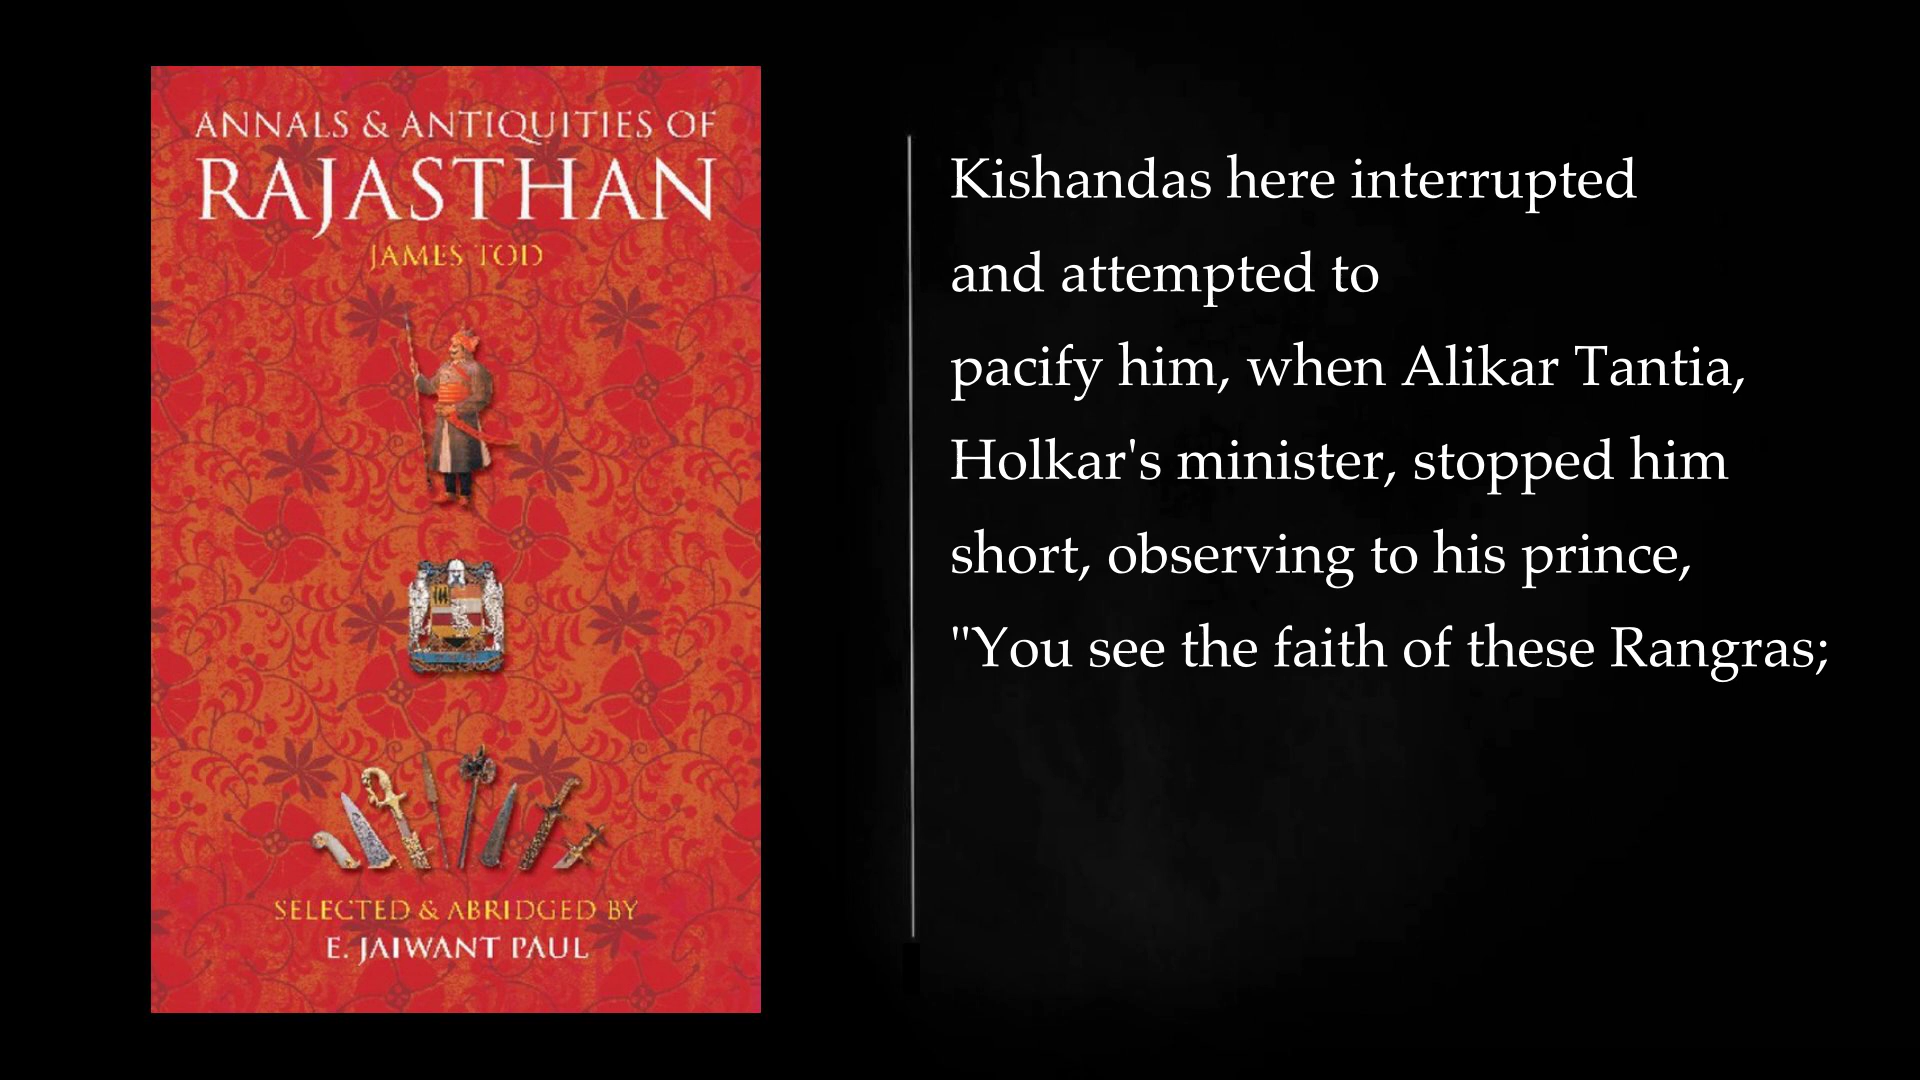 ANNALS & ANTIQUITIES OF
RAJASTHAN
JAMES TOD
SELECTED & ABRIDGED BY
E. JAIWANT PAUL
Kishandas here interrupted
and attempted to
pacify him, when Alikar Tantia,
Holkar's minister, stopped him
short, observing to his prince,
"You see the faith of these Rangras;